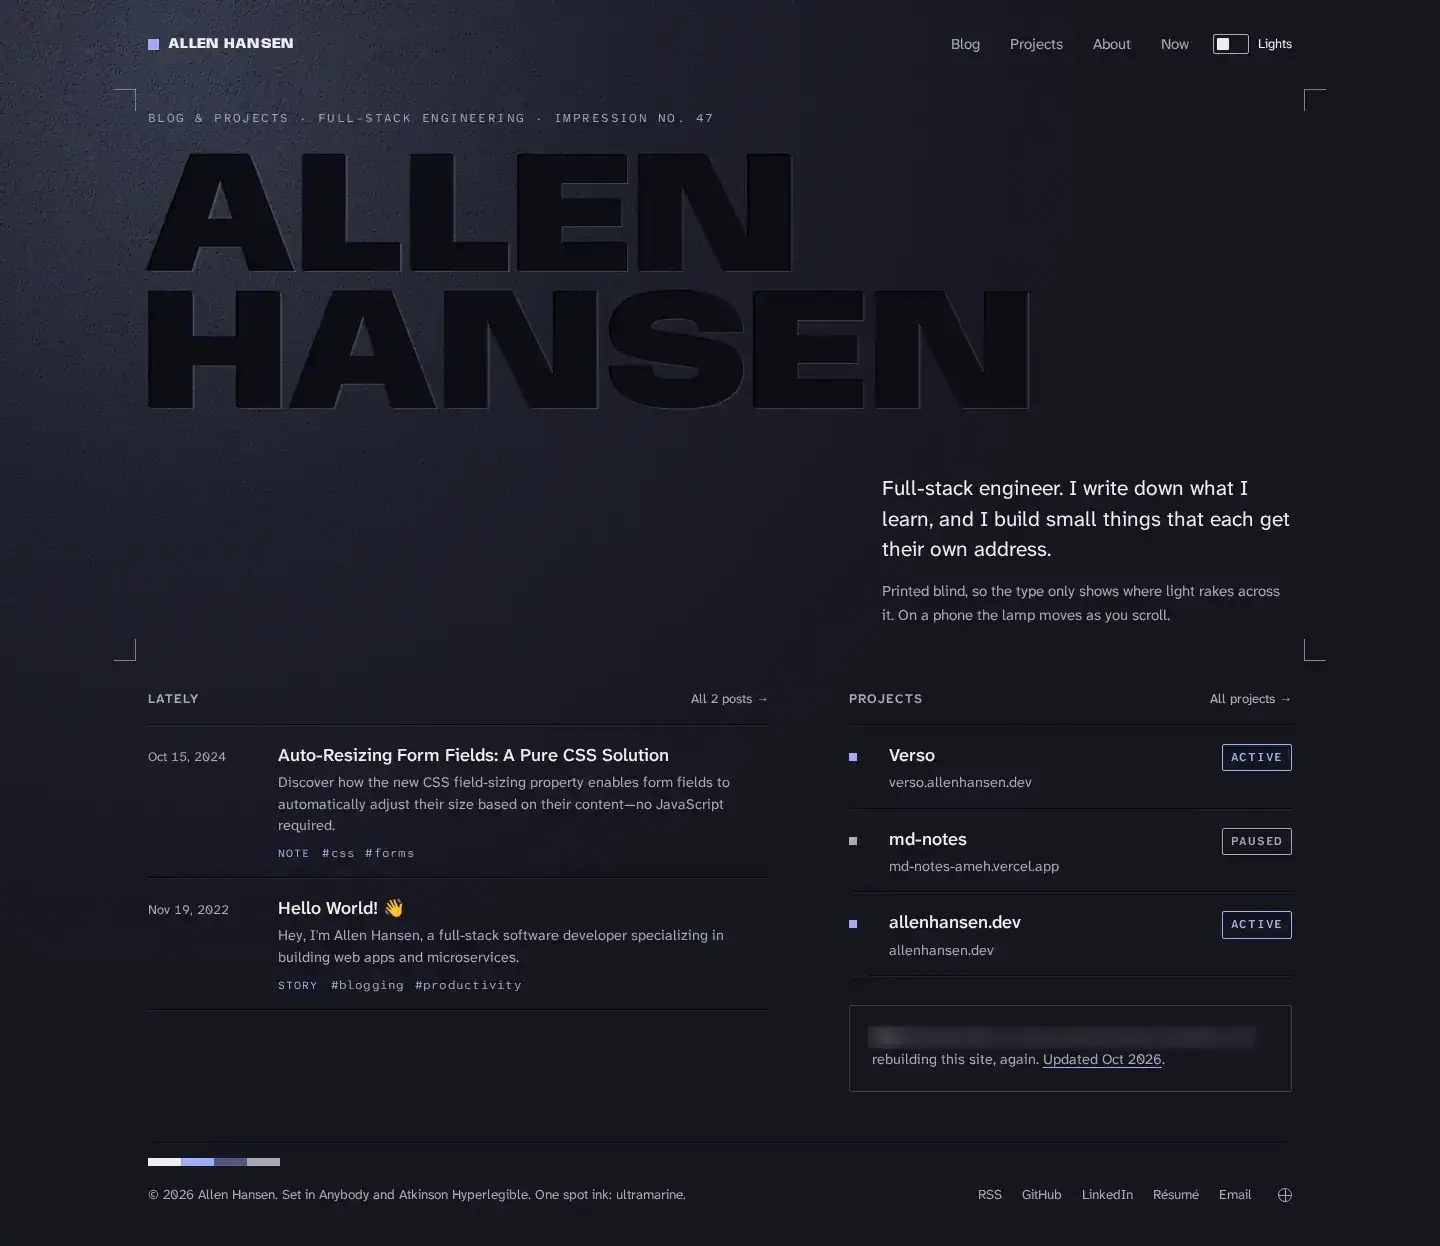 ALLEN HANSEN
Blog Projects About Now Lights
BLOG & PROJECTS · FULL-STACK ENGINEERING · IMPRESSION NO. 47
ALLEN
HANSEN
Full-stack engineer. I write down what I
learn, and I build small things that each get
their own address.
Printed blind, so the type only shows where light rakes across
it. On a phone the lamp moves as you scroll.
LATELY All 2 posts →
Oct 15, 2024 Auto-Resizing Form Fields: A Pure CSS Solution
Discover how the new CSS field-sizing property enables form fields to
automatically adjust their size based on their content—no JavaScript
required.
NOTE #css #forms
Nov 19, 2022 Hello World! 👋
Hey, I'm Allen Hansen, a full-stack software developer specializing in
building web apps and microservices.
STORY #blogging #productivity
PROJECTS All projects →
Verso ACTIVE
verso.allenhansen.dev
md-notes PAUSED
md-notes-ameh.vercel.app
allenhansen.dev ACTIVE
allenhansen.dev
rebuilding this site, again. Updated Oct 2026.
© 2026 Allen Hansen. Set in Anybody and Atkinson Hyperlegible. One spot ink: ultramarine.
RSS GitHub LinkedIn Résumé Email